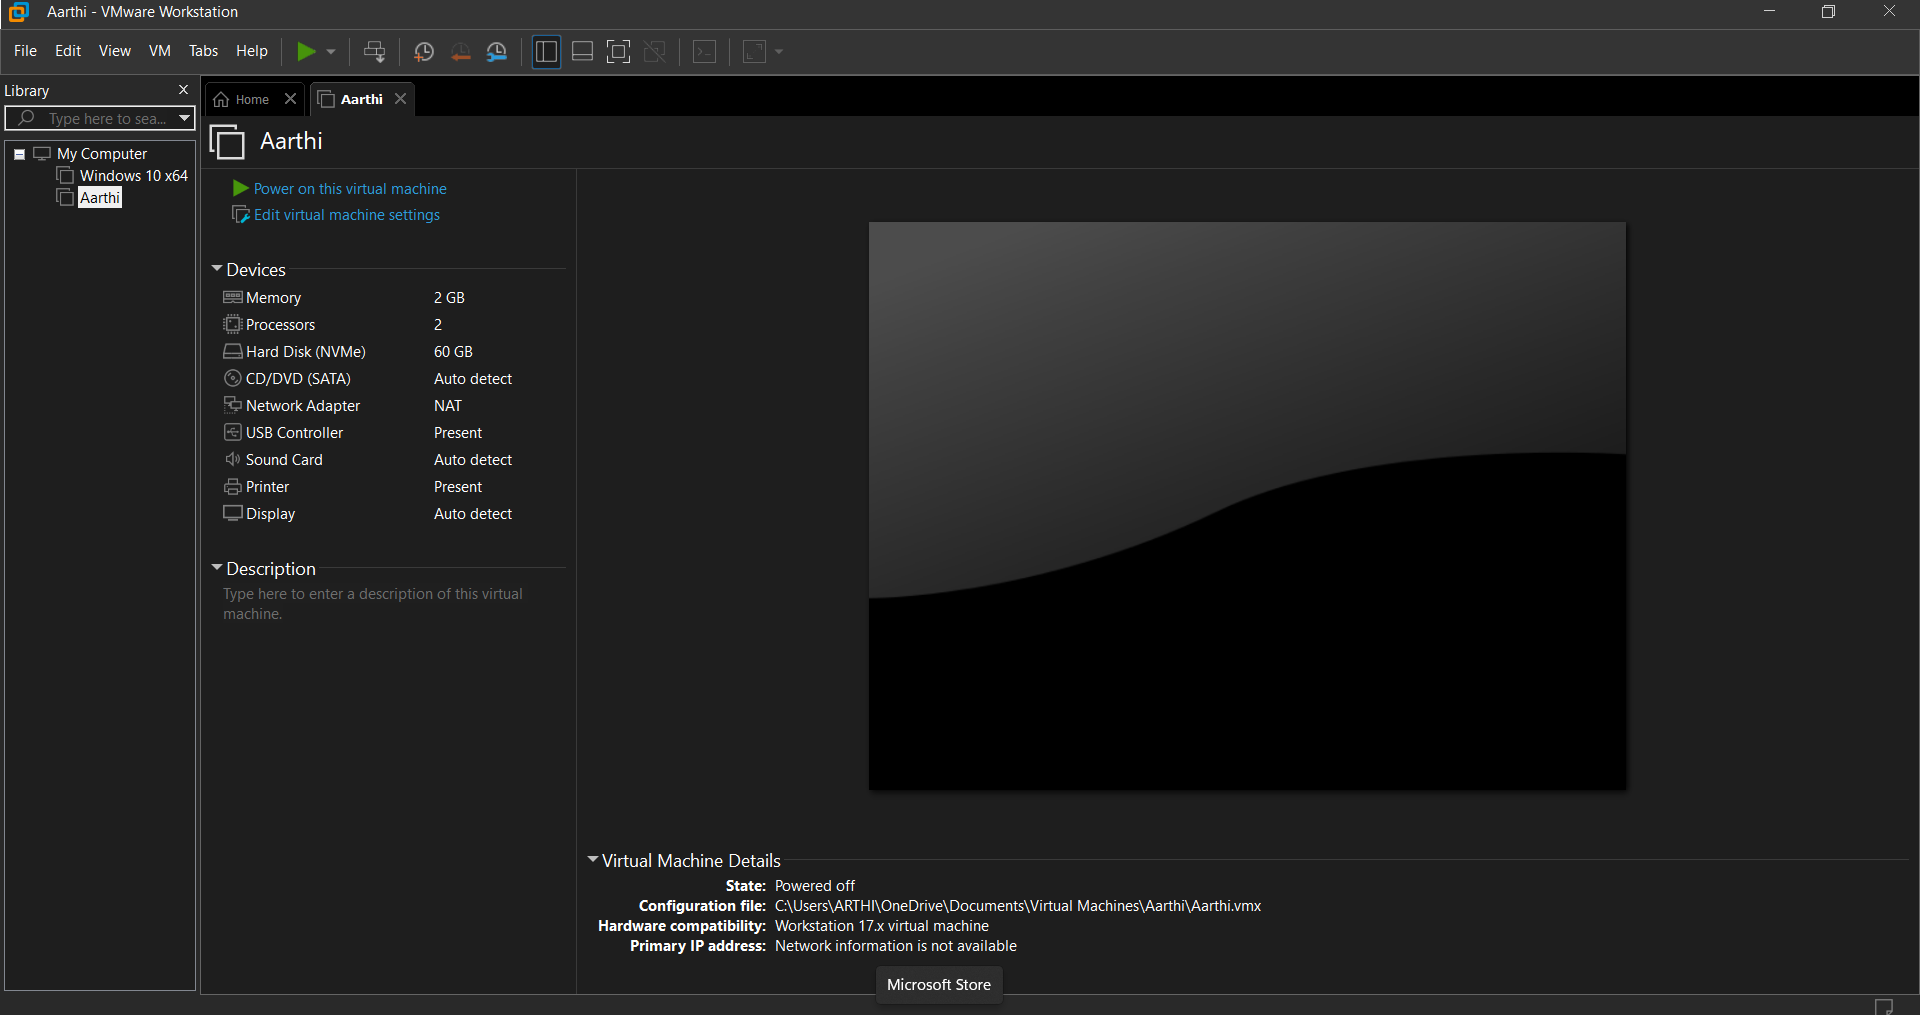 Aarthi - VMware Workstation
File Edit View VM Tabs Help
Library
Type here to sea...
My Computer
Windows 10 x64
Aarthi
Home
Aarthi
Aarthi
Power on this virtual machine
Edit virtual machine settings
Devices
Memory 2 GB
Processors 2
Hard Disk (NVMe) 60 GB
CD/DVD (SATA) Auto detect
Network Adapter NAT
USB Controller Present
Sound Card Auto detect
Printer Present
Display Auto detect
Description
Type here to enter a description of this virtual
machine.
Virtual Machine Details
State: Powered off
Configuration file: C:\Users\ARTHI\OneDrive\Documents\Virtual Machines\Aarthi\Aarthi.vmx
Hardware compatibility: Workstation 17.x virtual machine
Primary IP address: Network information is not available
Microsoft Store